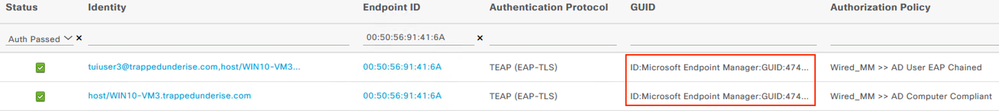 Status Identity Endpoint ID Authentication Protocol GUID Authorization Policy
Auth Passed 00:50:56:91:41:6A
tuiuser3@trappedunderise.com,host/WIN10-VM3... 00:50:56:91:41:6A TEAP (EAP-TLS) ID:Microsoft Endpoint Manager:GUID:474... Wired_MM >> AD User EAP Chained
host/WIN10-VM3.trappedunderise.com 00:50:56:91:41:6A TEAP (EAP-TLS) ID:Microsoft Endpoint Manager:GUID:474... Wired_MM >> AD Computer Compliant